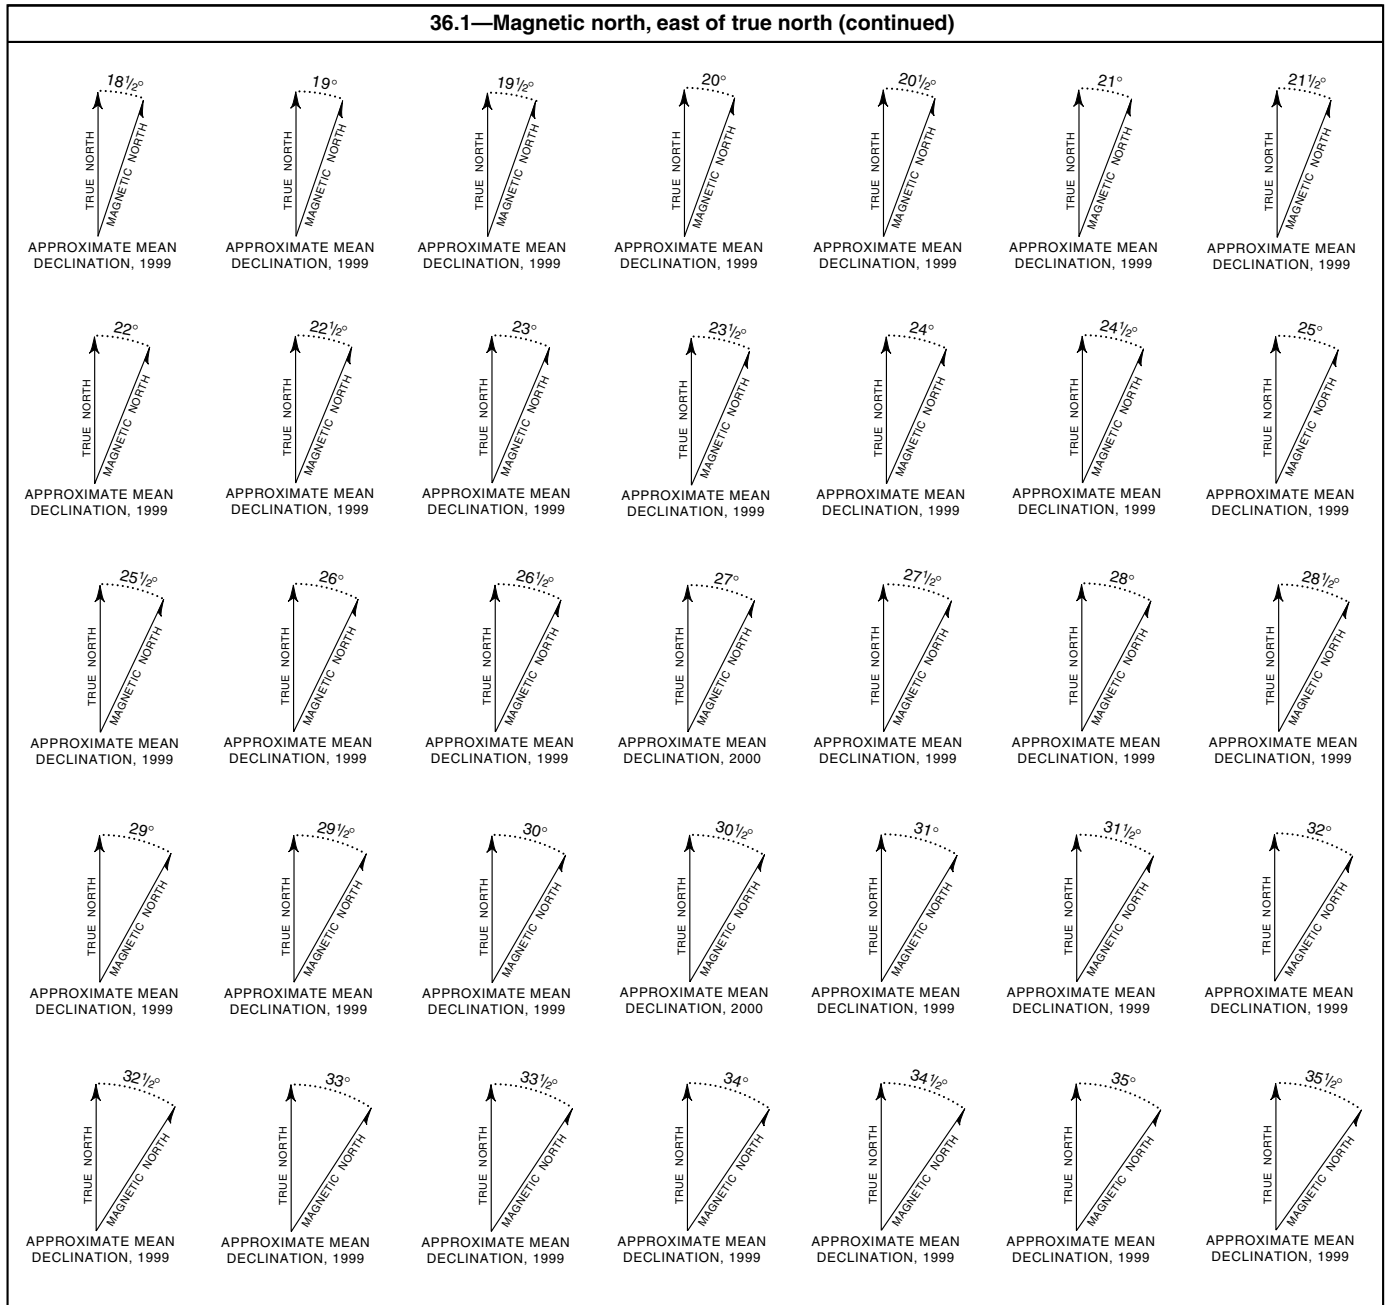 36.1—Magnetic north, east of true north (continued)
18½° 19° 19½° 20° 20½° 21° 21½°
TRUE NORTH MAGNETIC NORTH TRUE NORTH MAGNETIC NORTH TRUE NORTH MAGNETIC NORTH TRUE NORTH MAGNETIC NORTH TRUE NORTH MAGNETIC NORTH TRUE NORTH MAGNETIC NORTH TRUE NORTH MAGNETIC NORTH
APPROXIMATE MEAN APPROXIMATE MEAN APPROXIMATE MEAN APPROXIMATE MEAN APPROXIMATE MEAN APPROXIMATE MEAN APPROXIMATE MEAN
DECLINATION, 1999 DECLINATION, 1999 DECLINATION, 1999 DECLINATION, 1999 DECLINATION, 1999 DECLINATION, 1999 DECLINATION, 1999
22° 22½° 23° 23½° 24° 24½° 25°
TRUE NORTH MAGNETIC NORTH TRUE NORTH MAGNETIC NORTH TRUE NORTH MAGNETIC NORTH TRUE NORTH MAGNETIC NORTH TRUE NORTH MAGNETIC NORTH TRUE NORTH MAGNETIC NORTH TRUE NORTH MAGNETIC NORTH
APPROXIMATE MEAN APPROXIMATE MEAN APPROXIMATE MEAN APPROXIMATE MEAN APPROXIMATE MEAN APPROXIMATE MEAN APPROXIMATE MEAN
DECLINATION, 1999 DECLINATION, 1999 DECLINATION, 1999 DECLINATION, 1999 DECLINATION, 1999 DECLINATION, 1999 DECLINATION, 1999
25½° 26° 26½° 27° 27½° 28° 28½°
TRUE NORTH MAGNETIC NORTH TRUE NORTH MAGNETIC NORTH TRUE NORTH MAGNETIC NORTH TRUE NORTH MAGNETIC NORTH TRUE NORTH MAGNETIC NORTH TRUE NORTH MAGNETIC NORTH TRUE NORTH MAGNETIC NORTH
APPROXIMATE MEAN APPROXIMATE MEAN APPROXIMATE MEAN APPROXIMATE MEAN APPROXIMATE MEAN APPROXIMATE MEAN APPROXIMATE MEAN
DECLINATION, 1999 DECLINATION, 1999 DECLINATION, 1999 DECLINATION, 2000 DECLINATION, 1999 DECLINATION, 1999 DECLINATION, 1999
29° 29½° 30° 30½° 31° 31½° 32°
TRUE NORTH MAGNETIC NORTH TRUE NORTH MAGNETIC NORTH TRUE NORTH MAGNETIC NORTH TRUE NORTH MAGNETIC NORTH TRUE NORTH MAGNETIC NORTH TRUE NORTH MAGNETIC NORTH TRUE NORTH MAGNETIC NORTH
APPROXIMATE MEAN APPROXIMATE MEAN APPROXIMATE MEAN APPROXIMATE MEAN APPROXIMATE MEAN APPROXIMATE MEAN APPROXIMATE MEAN
DECLINATION, 1999 DECLINATION, 1999 DECLINATION, 1999 DECLINATION, 2000 DECLINATION, 1999 DECLINATION, 1999 DECLINATION, 1999
32½° 33° 33½° 34° 34½° 35° 35½°
TRUE NORTH MAGNETIC NORTH TRUE NORTH MAGNETIC NORTH TRUE NORTH MAGNETIC NORTH TRUE NORTH MAGNETIC NORTH TRUE NORTH MAGNETIC NORTH TRUE NORTH MAGNETIC NORTH TRUE NORTH MAGNETIC NORTH
APPROXIMATE MEAN APPROXIMATE MEAN APPROXIMATE MEAN APPROXIMATE MEAN APPROXIMATE MEAN APPROXIMATE MEAN APPROXIMATE MEAN
DECLINATION, 1999 DECLINATION, 1999 DECLINATION, 1999 DECLINATION, 1999 DECLINATION, 1999 DECLINATION, 1999 DECLINATION, 1999